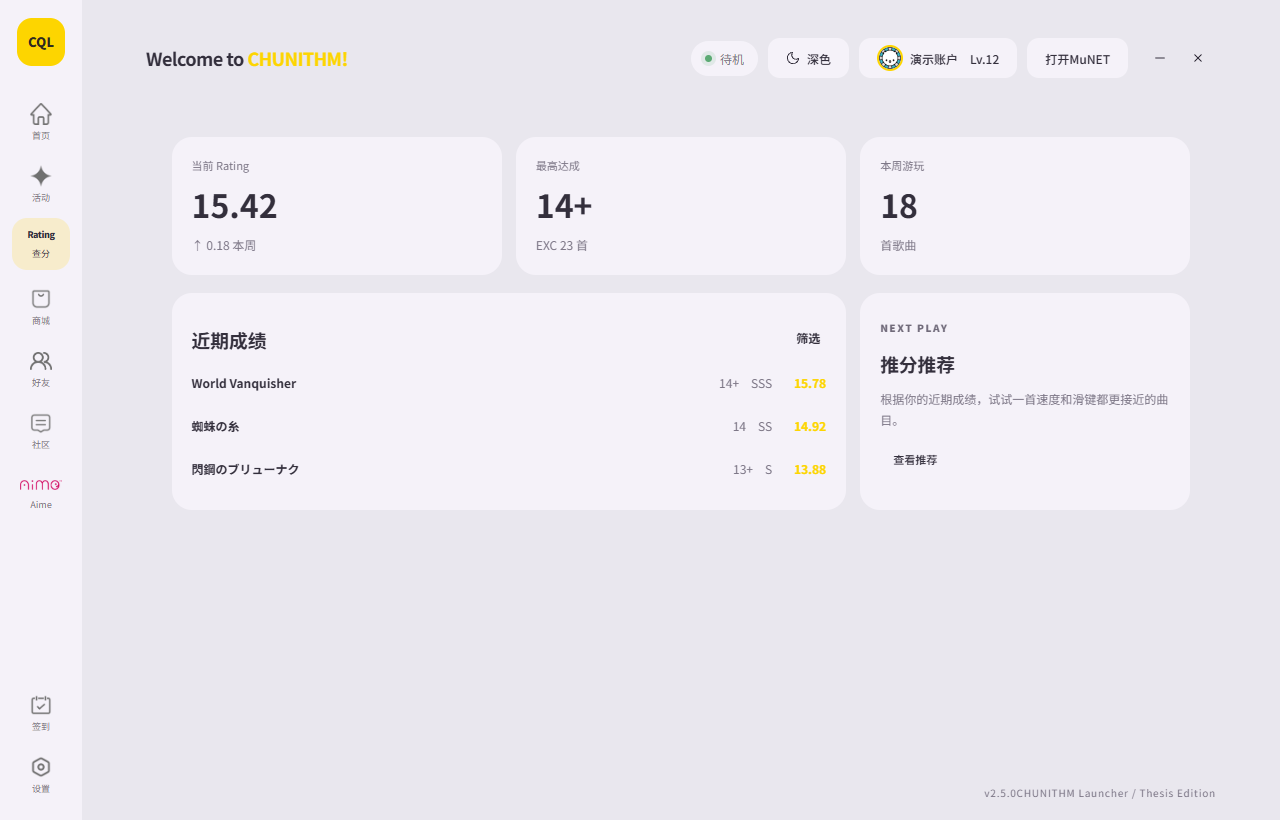 CQL
首页
活动
Rating
查分
商城
好友
社区
Aime
Aime
签到
设置
Welcome to CHUNITHM!
待机
深色
演示账户 Lv.12
打开MuNET
当前 Rating
15.42
↑ 0.18 本周
最高达成
14+
EXC 23 首
本周游玩
18
首歌曲
近期成绩
筛选
World Vanquisher 14+ SSS 15.78
蜘蛛の糸 14 SS 14.92
閃鋼のブリューナク 13+ S 13.88
NEXT PLAY
推分推荐
根据你的近期成绩，试试一首速度和滑键都更接近的曲
目。
查看推荐
v2.5.0CHUNITHM Launcher / Thesis Edition